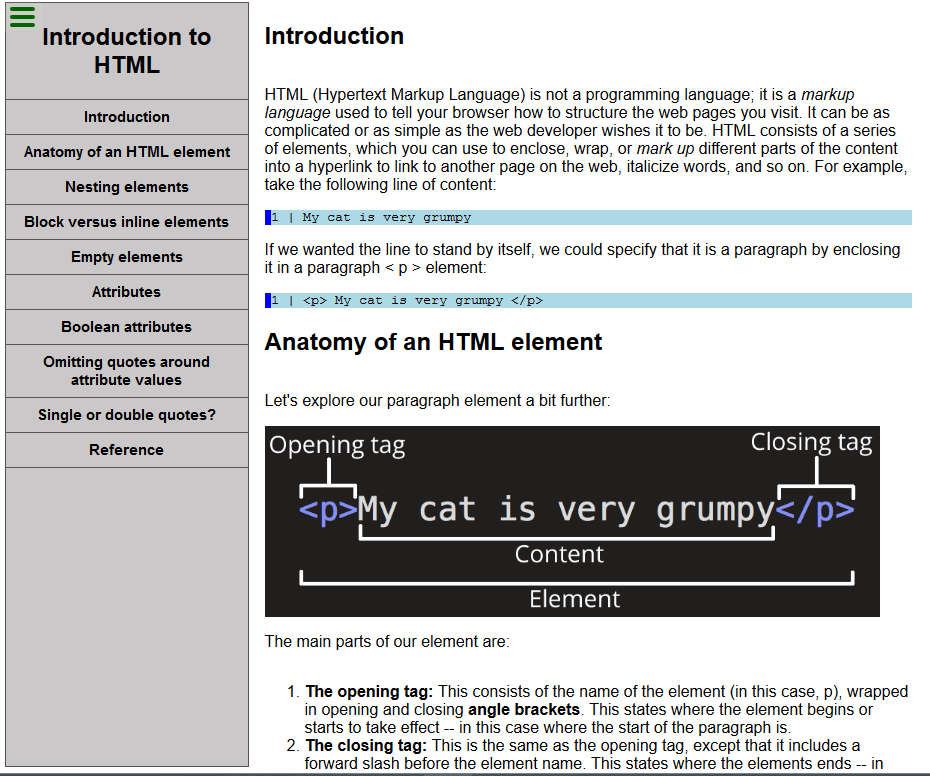 Introduction to
HTML
Introduction
Anatomy of an HTML element
Nesting elements
Block versus inline elements
Empty elements
Attributes
Boolean attributes
Omitting quotes around
attribute values
Single or double quotes?
Reference
Introduction
HTML (Hypertext Markup Language) is not a programming language; it is a markup
language used to tell your browser how to structure the web pages you visit. It can be as
complicated or as simple as the web developer wishes it to be. HTML consists of a series
of elements, which you can use to enclose, wrap, or mark up different parts of the content
into a hyperlink to link to another page on the web, italicize words, and so on. For example,
take the following line of content:
1 | My cat is very grumpy
If we wanted the line to stand by itself, we could specify that it is a paragraph by enclosing
it in a paragraph < p > element:
1 | <p> My cat is very grumpy </p>
Anatomy of an HTML element
Let's explore our paragraph element a bit further:
Opening tag Closing tag
<p>My cat is very grumpy</p>
Content
Element
The main parts of our element are:
1. The opening tag: This consists of the name of the element (in this case, p), wrapped
in opening and closing angle brackets. This states where the element begins or
starts to take effect -- in this case where the start of the paragraph is.
2. The closing tag: This is the same as the opening tag, except that it includes a
forward slash before the element name. This states where the elements ends -- in